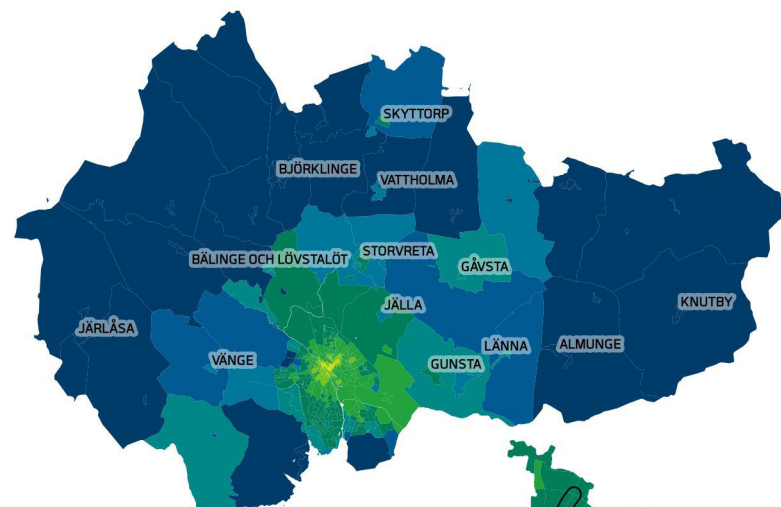 SKYTTORP
BJÖRKLINGE
VATTHOLMA
BÄLINGE OCH LÖVSTALÖT
STORVRETA
GÅVSTA
JÄLLA
KNUTBY
JÄRLÅSA
VÄNGE
GUNSTA
LÄNNA
ALMUNGE